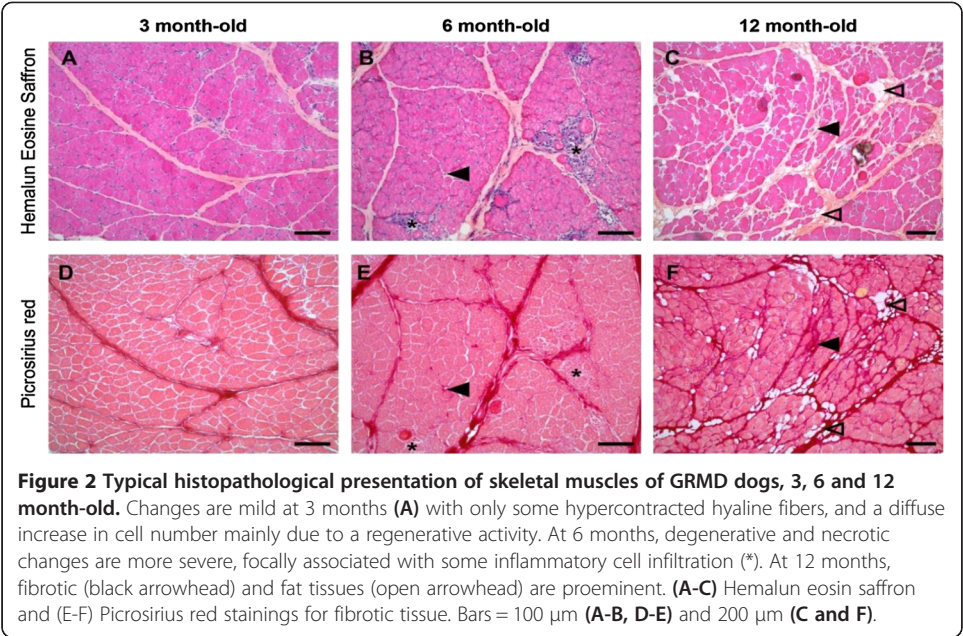 3 month-old 6 month-old 12 month-old
Hemalun Eosine Saffron
A B C
* *
Picrosirius red
D E F
* *
Figure 2 Typical histopathological presentation of skeletal muscles of GRMD dogs, 3, 6 and 12
month-old. Changes are mild at 3 months (A) with only some hypercontracted hyaline fibers, and a diffuse
increase in cell number mainly due to a regenerative activity. At 6 months, degenerative and necrotic
changes are more severe, focally associated with some inflammatory cell infiltration (*). At 12 months,
fibrotic (black arrowhead) and fat tissues (open arrowhead) are proeminent. (A-C) Hemalun eosin saffron
and (E-F) Picrosirius red stainings for fibrotic tissue. Bars = 100 μm (A-B, D-E) and 200 μm (C and F).